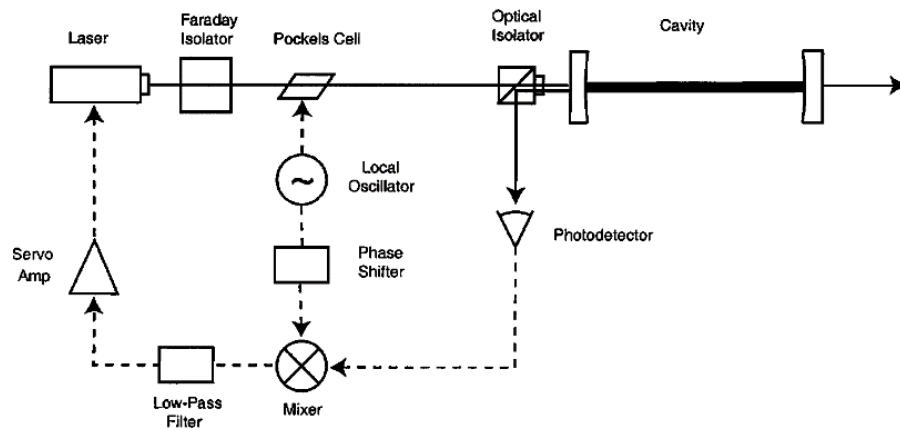 Laser
Faraday
Isolator
Pockels Cell
Optical
Isolator
Cavity
~
Local
Oscillator
Phase
Shifter
Photodetector
Servo
Amp
Low-Pass
Filter
Mixer